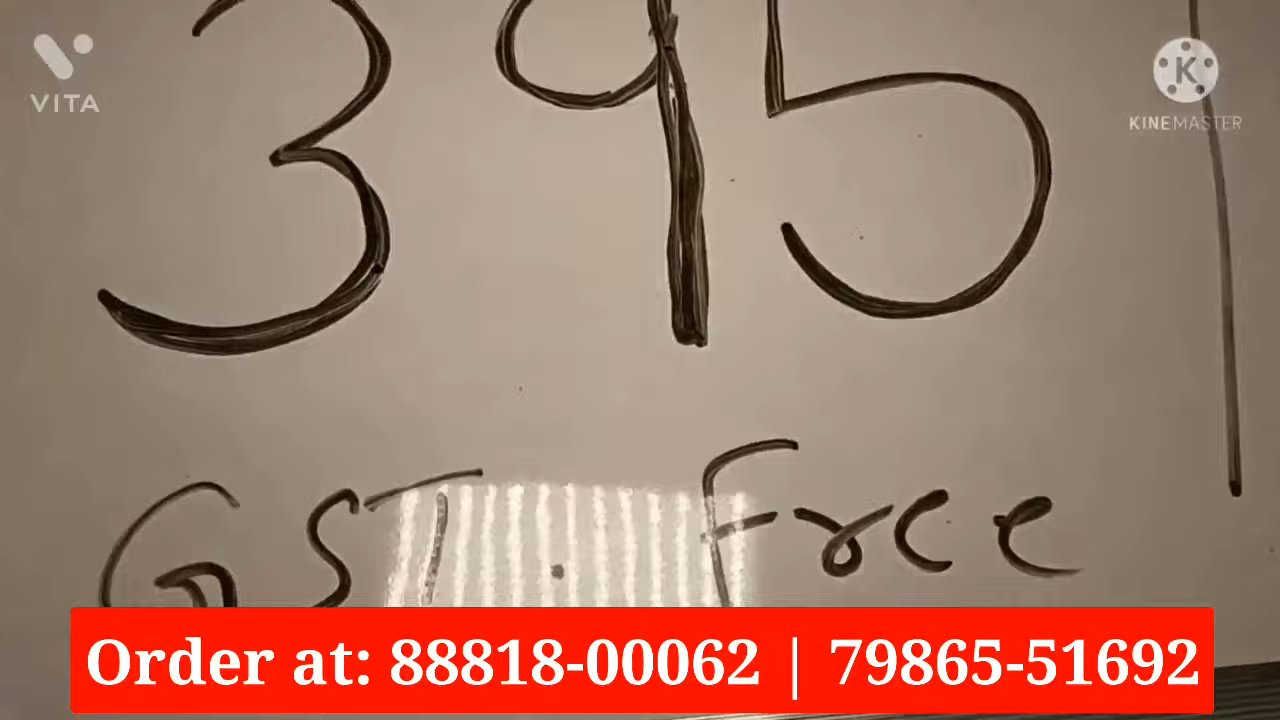 VITA
K
KINEMASTER
395
GST Free
Order at: 88818-00062 | 79865-51692